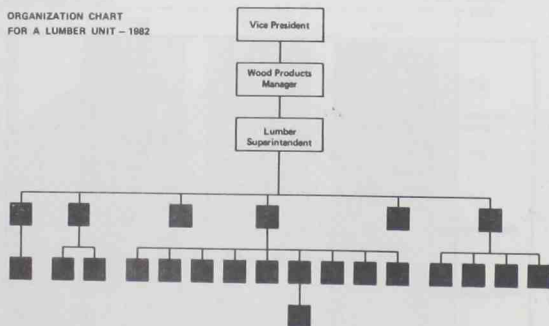 ORGANIZATION CHART
FOR A LUMBER UNIT – 1982
Vice President
Wood Products
Manager
Lumber
Superintendent